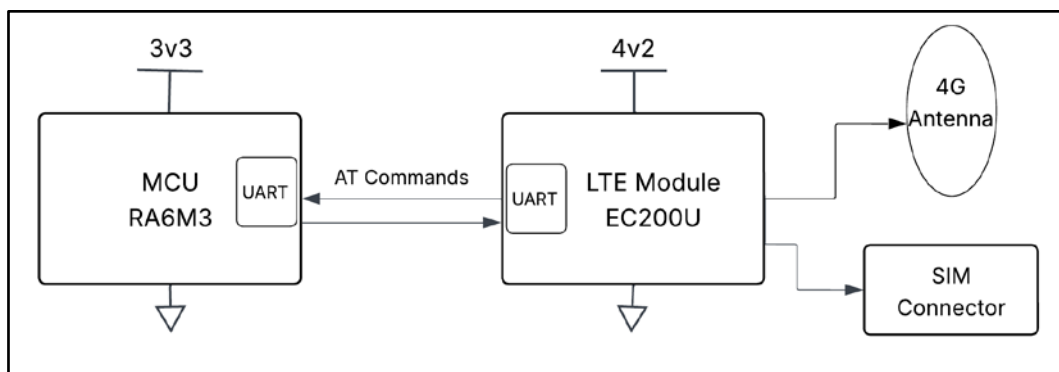 3v3
4v2
4G
Antenna
MCU
RA6M3
UART
AT Commands
UART
LTE Module
EC200U
SIM
Connector